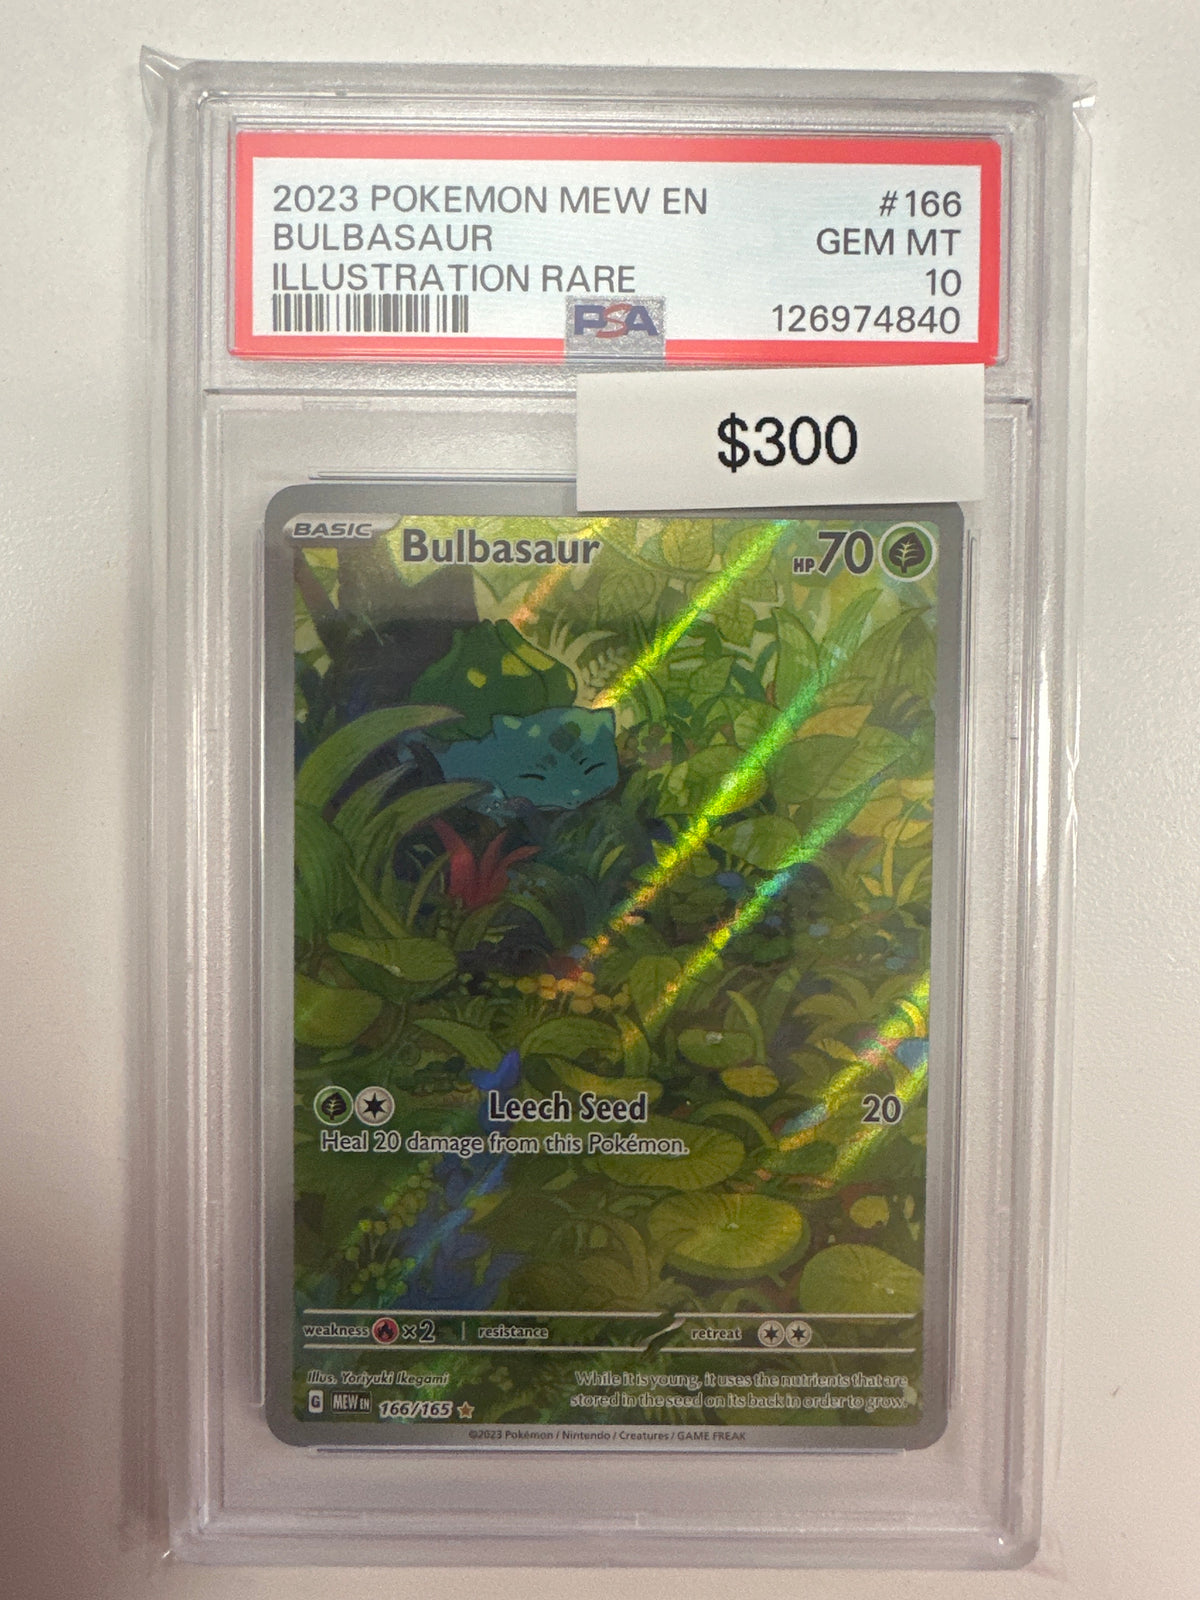 2023 POKEMON MEW EN #166
BULBASAUR GEM MT
ILLUSTRATION RARE 10
PSA 126974840
$300
BASIC Bulbasaur HP70
Leech Seed 20
Heal 20 damage from this Pokémon.
weakness ×2 resistance retreat
Illus. Yoriyuki Ikegami
While it is young, it uses the nutrients that are
stored in the seed on its back in order to grow.
G MEW EN 166/165
©2023 Pokémon / Nintendo / Creatures / GAME FREAK